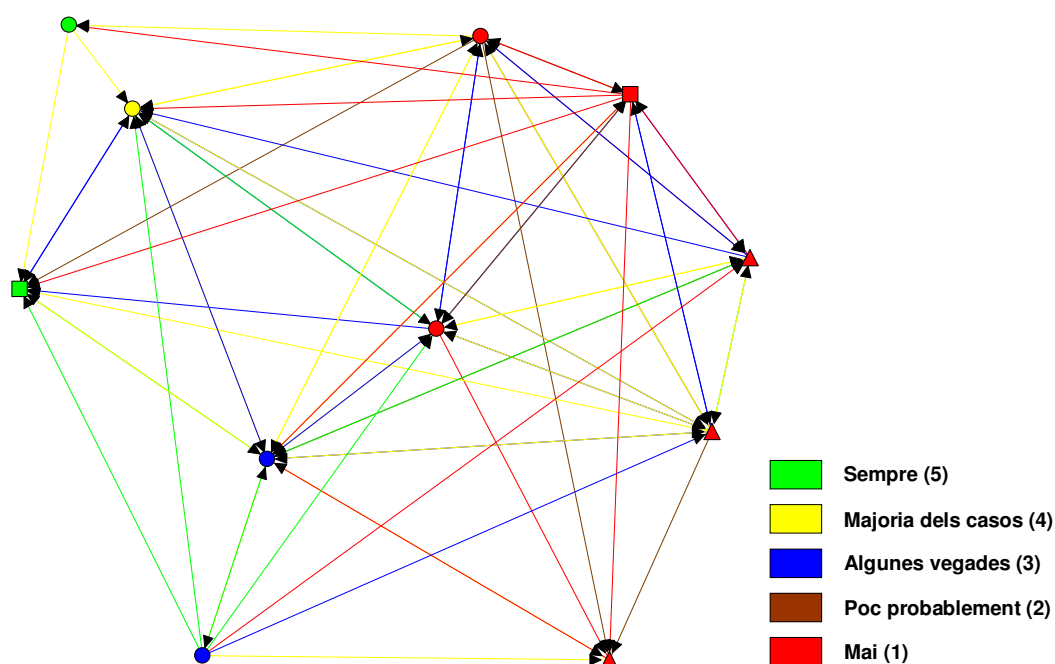 Sempre (5)
Majoria dels casos (4)
Algunes vegades (3)
Poc probablement (2)
Mai (1)